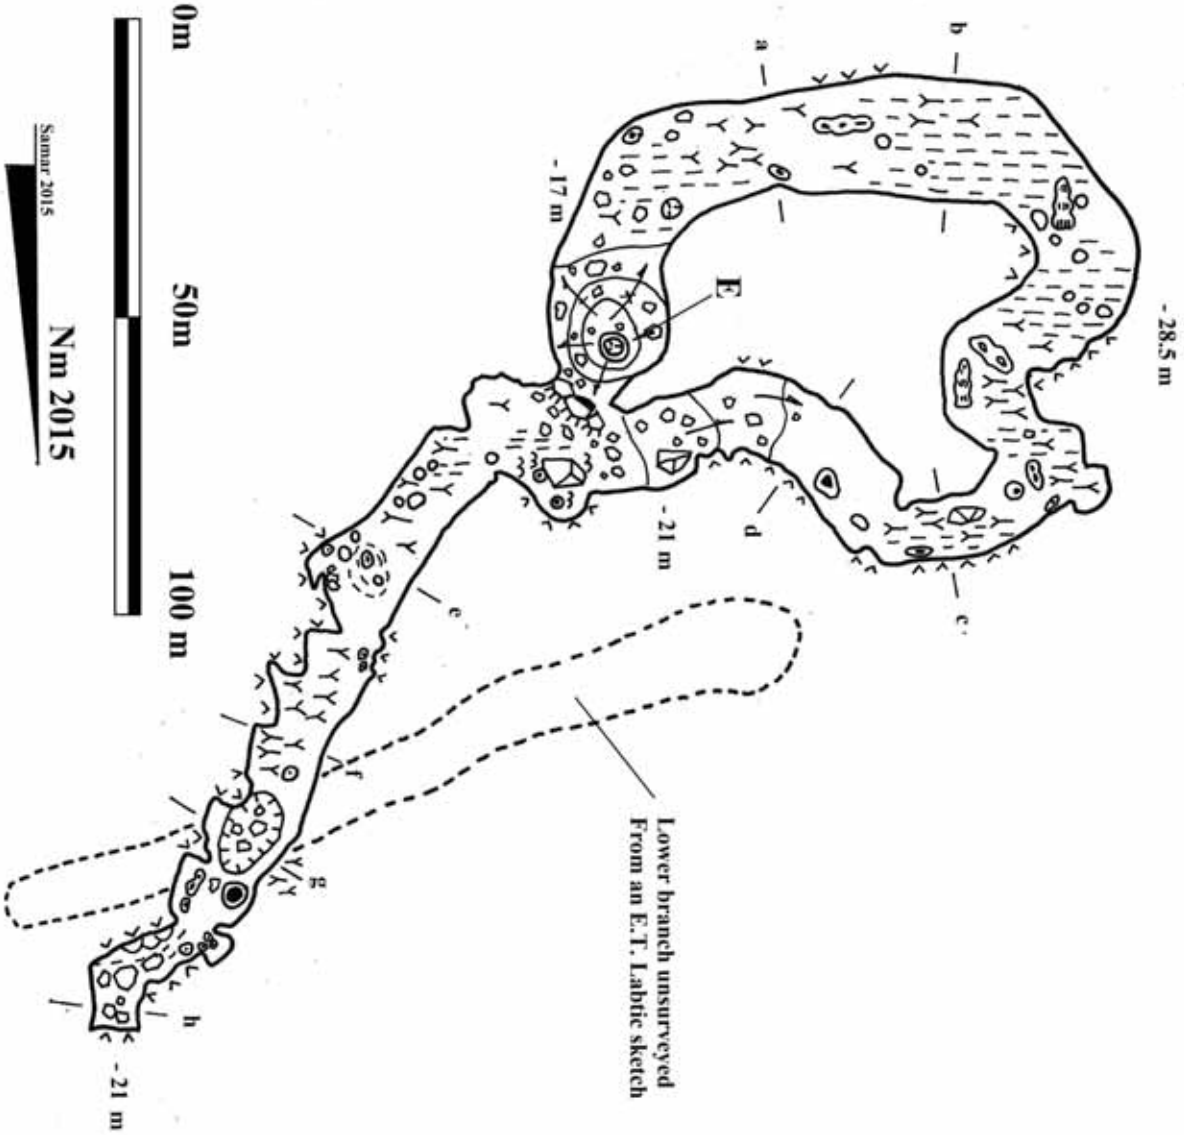 0m
50m
100 m
Samar 2015
Nm 2015
a
b
- 17 m
E
- 28.5 m
- 21 m
d
c
e
f
g
h
- 21 m
Lower branch unsurveyed
From an E.T. Labtic sketch